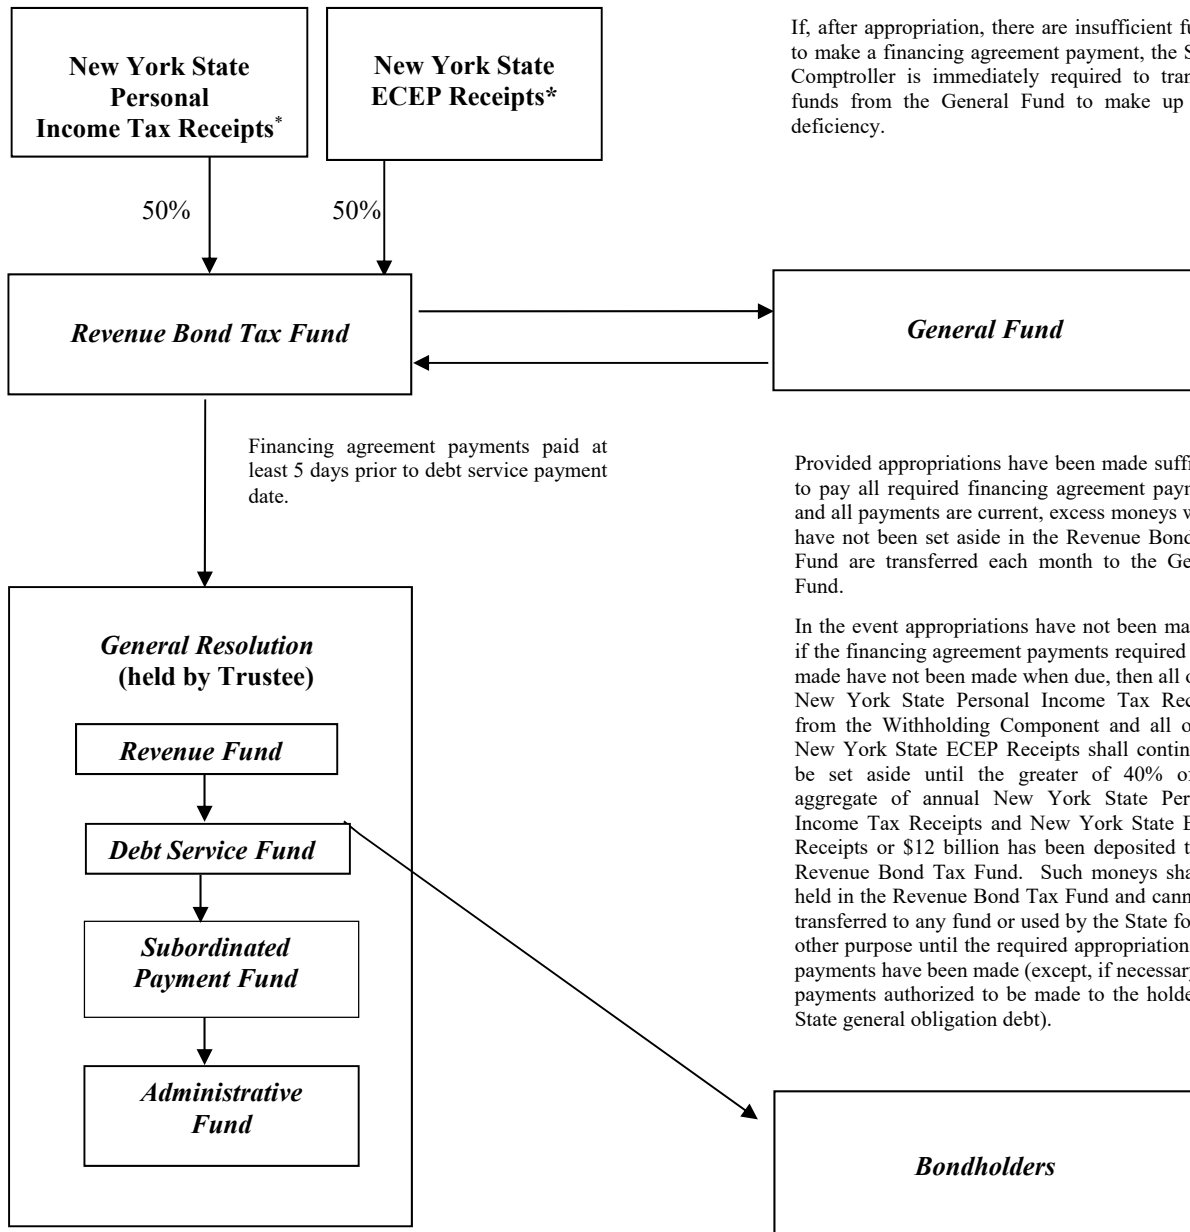 New York State
Personal
Income Tax Receipts*
New York State
ECEP Receipts*
If, after appropriation, there are insufficient
to make a financing agreement payment, the
Comptroller is immediately required to
funds from the General Fund to make up
deficiency.
50%
50%
Revenue Bond Tax Fund
General Fund
Financing agreement payments paid at
least 5 days prior to debt service payment
date.
Provided appropriations have been made
to pay all required financing agreement
and all payments are current, excess moneys
have not been set aside in the Revenue Bond
Fund are transferred each month to the
Fund.
In the event appropriations have not been
if the financing agreement payments required
made have not been made when due, then all
New York State Personal Income Tax
from the Withholding Component and all
New York State ECEP Receipts shall
be set aside until the greater of 40%
aggregate of annual New York State
Income Tax Receipts and New York State
Receipts or $12 billion has been deposited
Revenue Bond Tax Fund. Such moneys
held in the Revenue Bond Tax Fund and
transferred to any fund or used by the State
other purpose until the required
payments have been made (except, if necessary
payments authorized to be made to the
State general obligation debt).
General Resolution
(held by Trustee)
Revenue Fund
Debt Service Fund
Subordinated
Payment Fund
Administrative
Fund
Bondholders